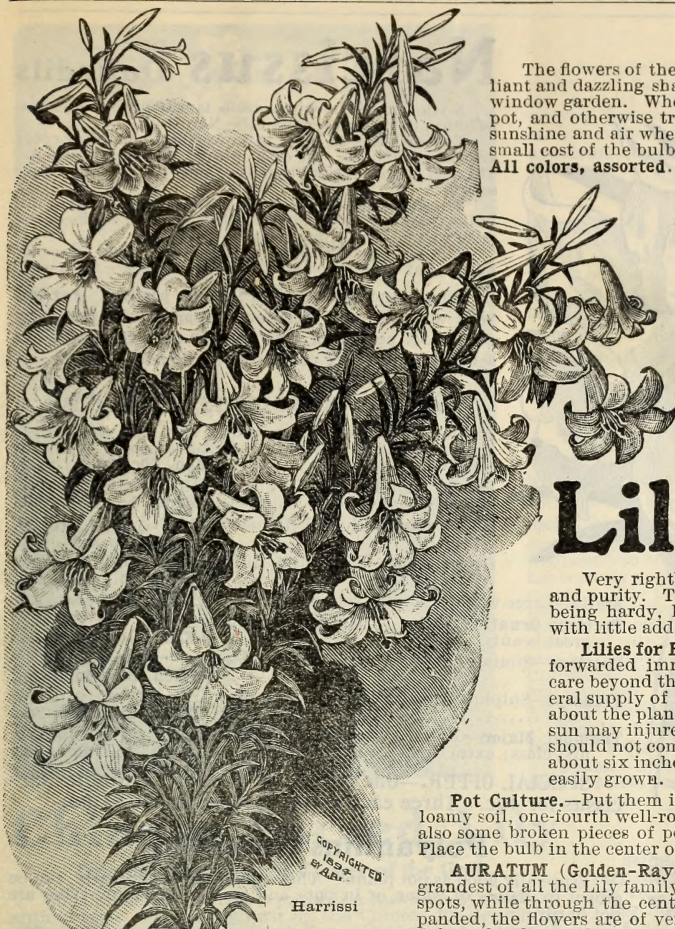 The flowers of the
liant and dazzling sha
window garden. Whe
pot, and otherwise tr
sunshine and air whe
small cost of the bulb
All colors, assorted.
Lil
Very right
and purity. T
being hardy, l
with little add
Lilies for F
forwarded imm
care beyond th
eral supply of
about the plan
sun may injure
should not com
about six inche
easily grown.
Pot Culture.—Put them i
loamy soil, one-fourth well-ro
also some broken pieces of po
Place the bulb in the center o
AURATUM (Golden-Ray
grandest of all the Lily family
spots, while through the cent
panded, the flowers are of ve
COPYRIGHTED
1894
BY A.B.
Harrissi